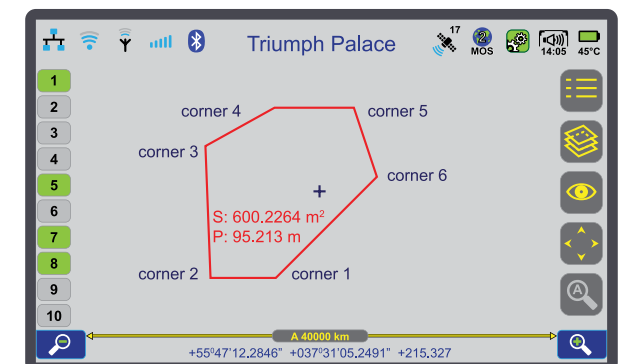 Triumph Palace
17
2
MOS
14:05
45°C
1
2
3
4
5
6
7
8
9
10
corner 4
corner 5
corner 3
corner 6
S: 600.2264 m²
P: 95.213 m
corner 2
corner 1
A
A 40000 km
+55°47'12.2846" +037°31'05.2491" +215.327